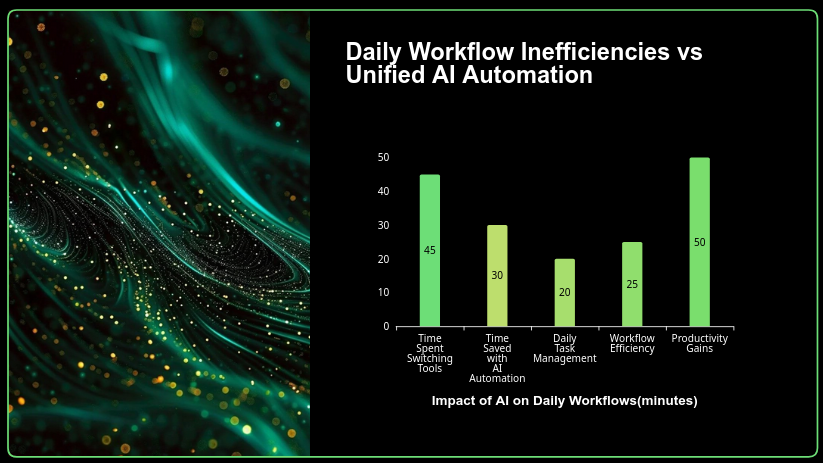 Daily Workflow Inefficiencies vs
Unified AI Automation
50
40
30
20
10
0
45
30
20
25
50
Time
Spent
Switching
Tools
Time
Saved
with
AI
Automation
Daily
Task
Management
Workflow
Efficiency
Productivity
Gains
Impact of AI on Daily Workflows(minutes)